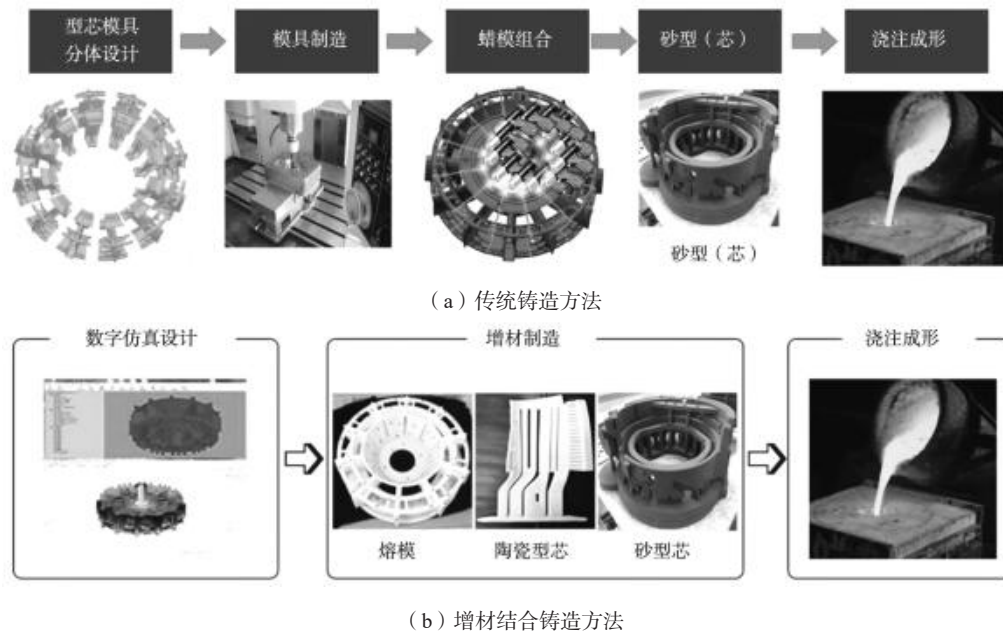 型芯模具
分体设计
模具制造
蜡模组合
砂型（芯）
浇注成形
砂型（芯）
（a）传统铸造方法
数字仿真设计
增材制造
浇注成形
熔模
陶瓷型芯
砂型芯
（b）增材结合铸造方法